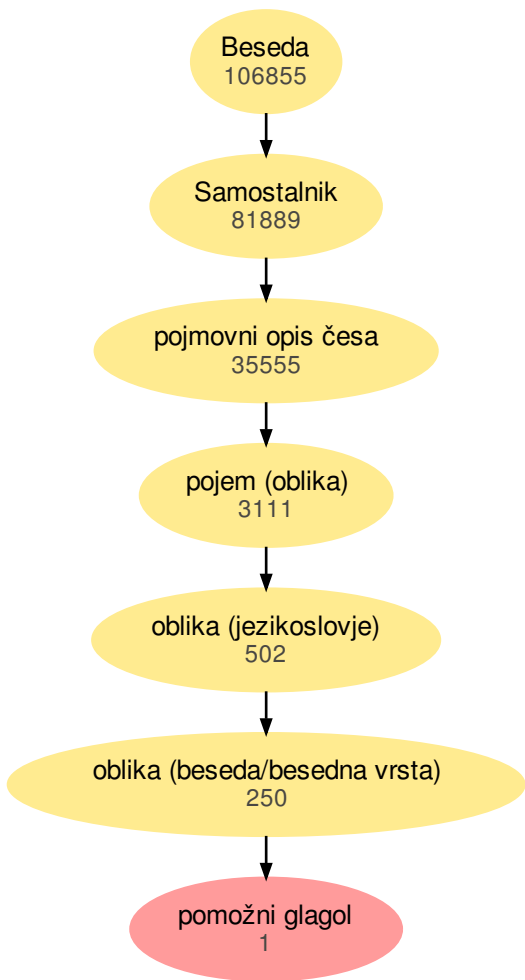 Beseda
106855
Samostalnik
81889
pojmovni opis česa
35555
pojem (oblika)
3111
oblika (jezikoslovje)
502
oblika (beseda/besedna vrsta)
250
pomožni glagol
1